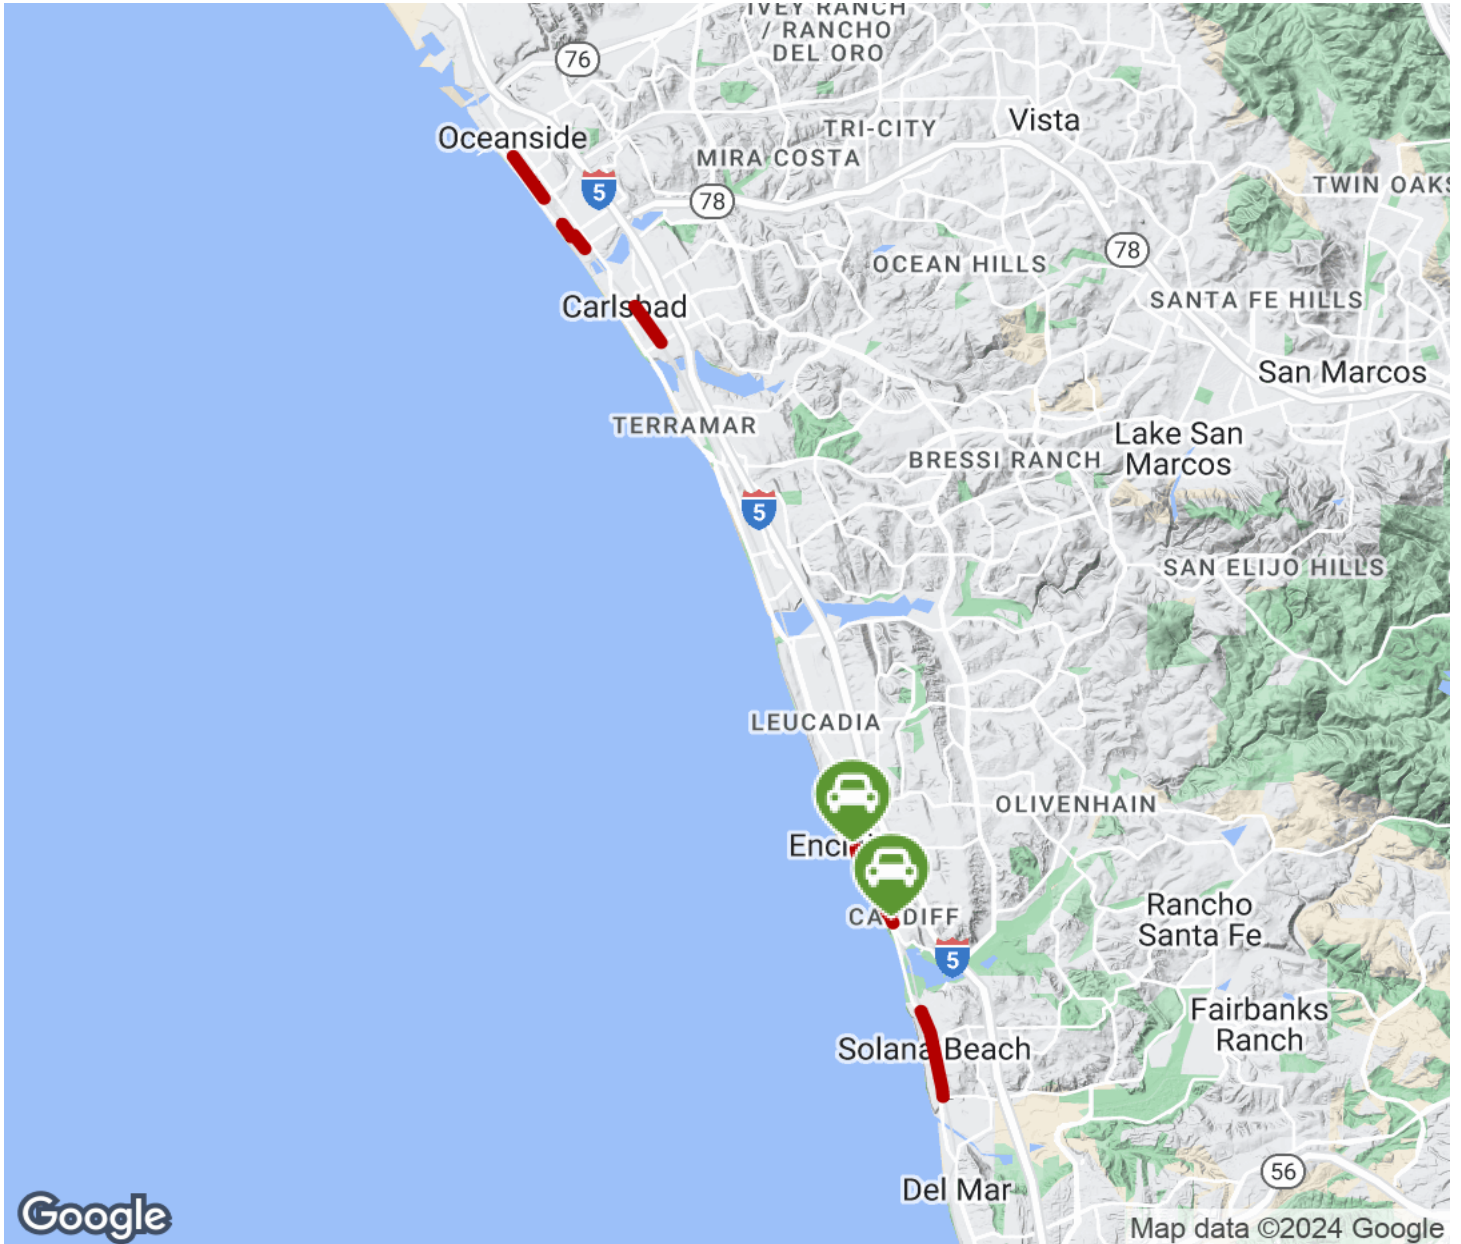 IVEY RANCH
/ RANCHO
DEL ORO
76
Vista
TRI-CITY
Oceanside
MIRA COSTA
5
78
TWIN OAKS
78
OCEAN HILLS
SANTA FE HILLS
Carlsbad
San Marcos
TERRAMAR
Lake San
Marcos
BRESSI RANCH
5
SAN ELIJO HILLS
LEUCADIA
OLIVENHAIN
Enci
CARDIFF
Rancho
Santa Fe
5
Fairbanks
Ranch
Solana Beach
56
Del Mar
Google
Map data ©2024 Google